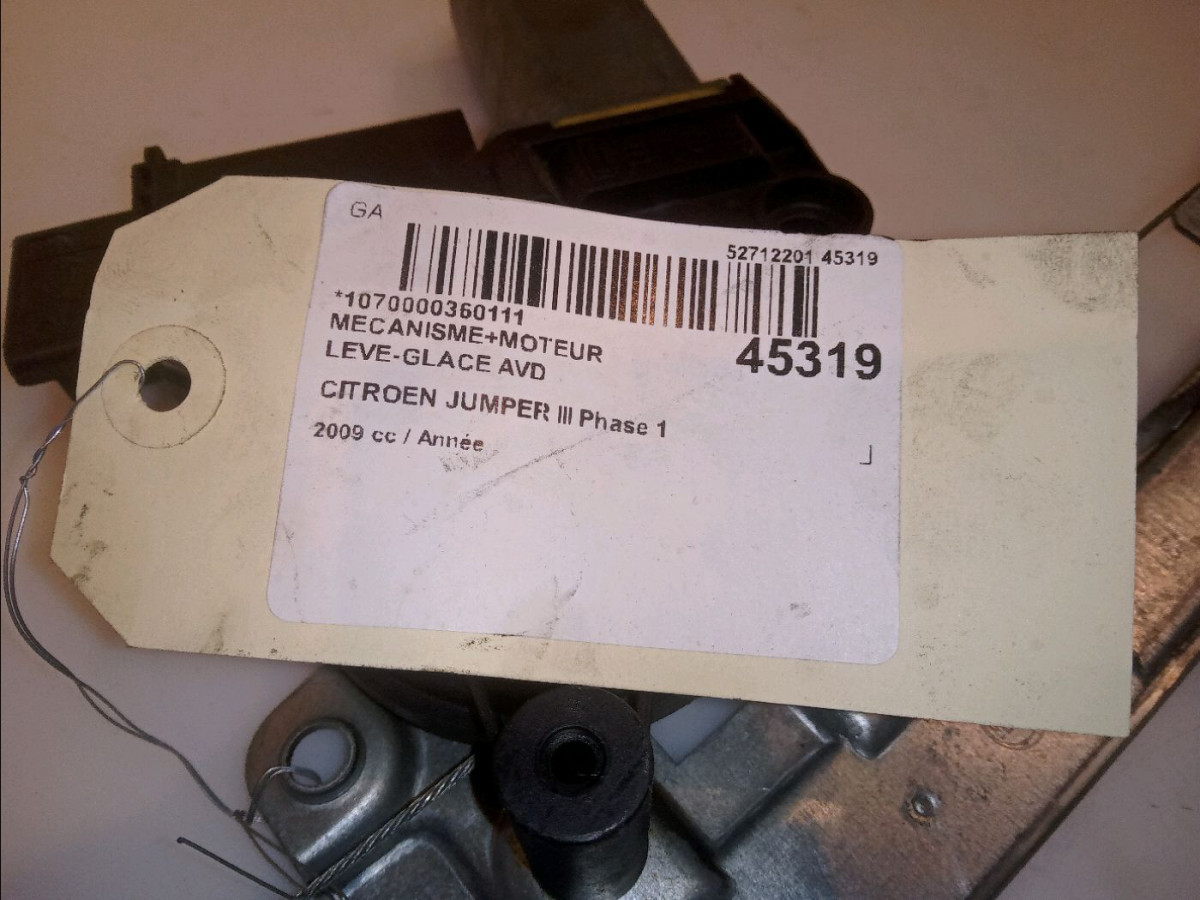 GA
52712201 45319
*1070000360111
MECANISME+MOTEUR
LEVE-GLACE AVD
45319
CITROEN JUMPER III Phase 1
2009 cc / Année